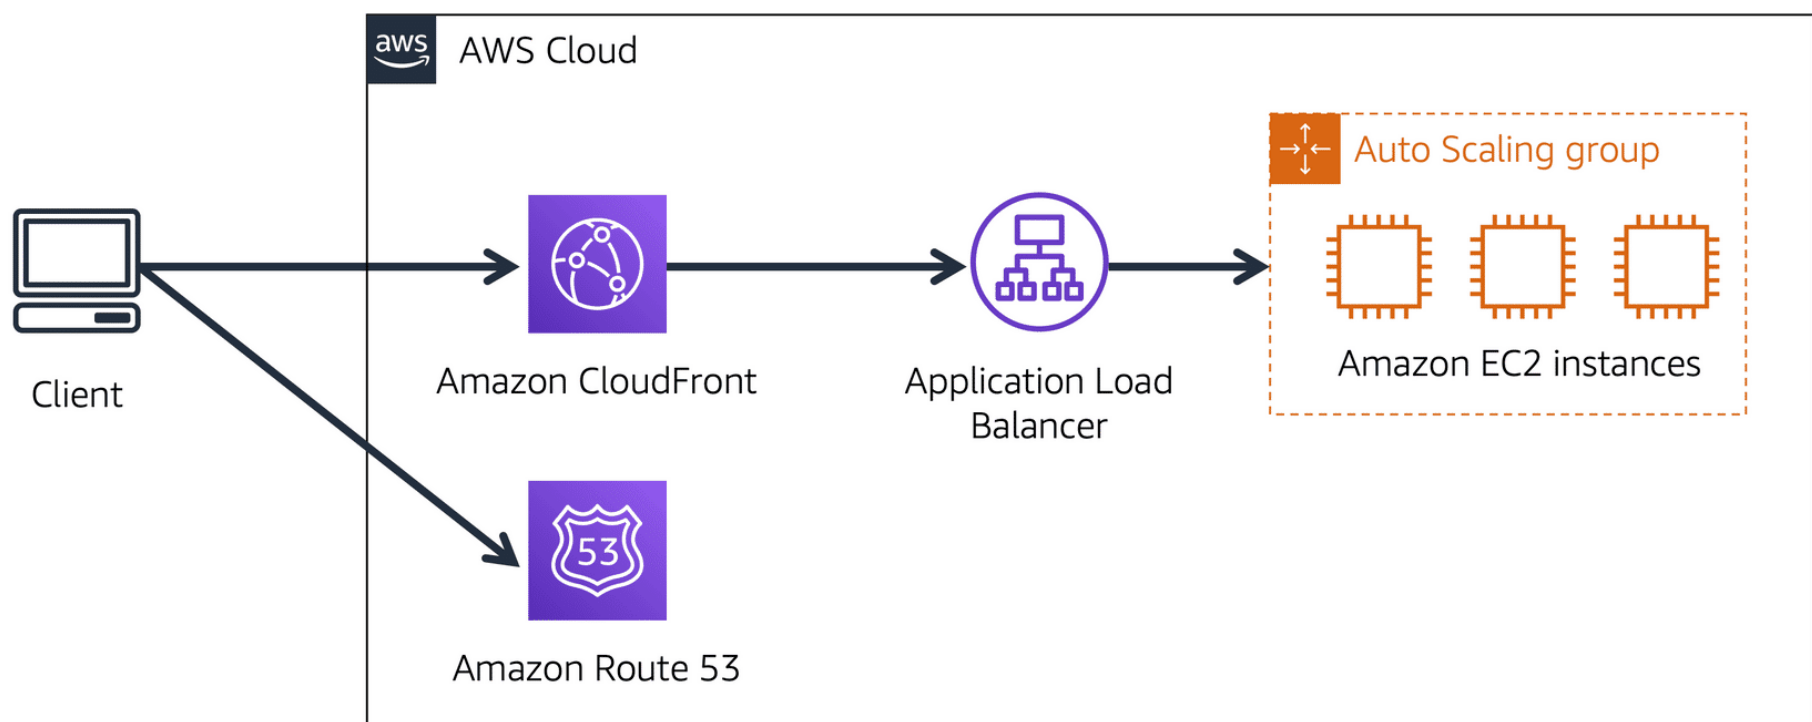 aws
AWS Cloud
Auto Scaling group
Client
Amazon CloudFront
Application Load
Balancer
Amazon EC2 instances
53
Amazon Route 53